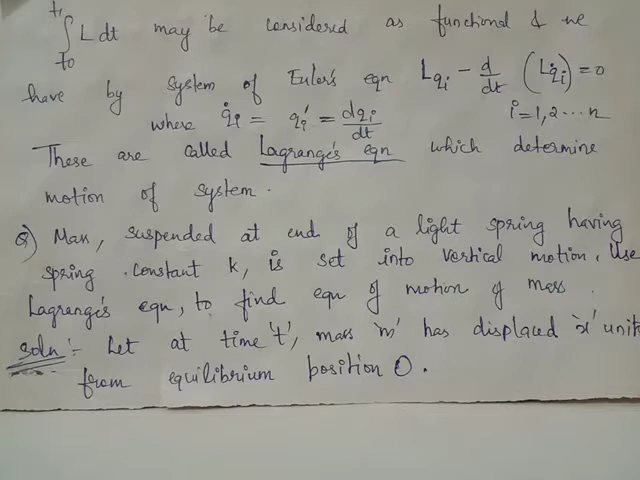 ∫_{t0}^{t1} L dt may be considered as functional & we
have by system of Euler's eqn L_{qi} - d/dt (L_{q̇i}) = 0
where q̇i = qi' = dqi/dt i = 1, 2 ... n
These are called Lagrange's eqn which determine
motion of system.
Q) Mass, suspended at end of a light spring having
spring constant k, is set into vertical motion. Use
Lagrange's eqn, to find eqn of motion of mass.
Soln:- Let at time 't', mass 'm' has displaced 'x' units
from equilibrium position O.